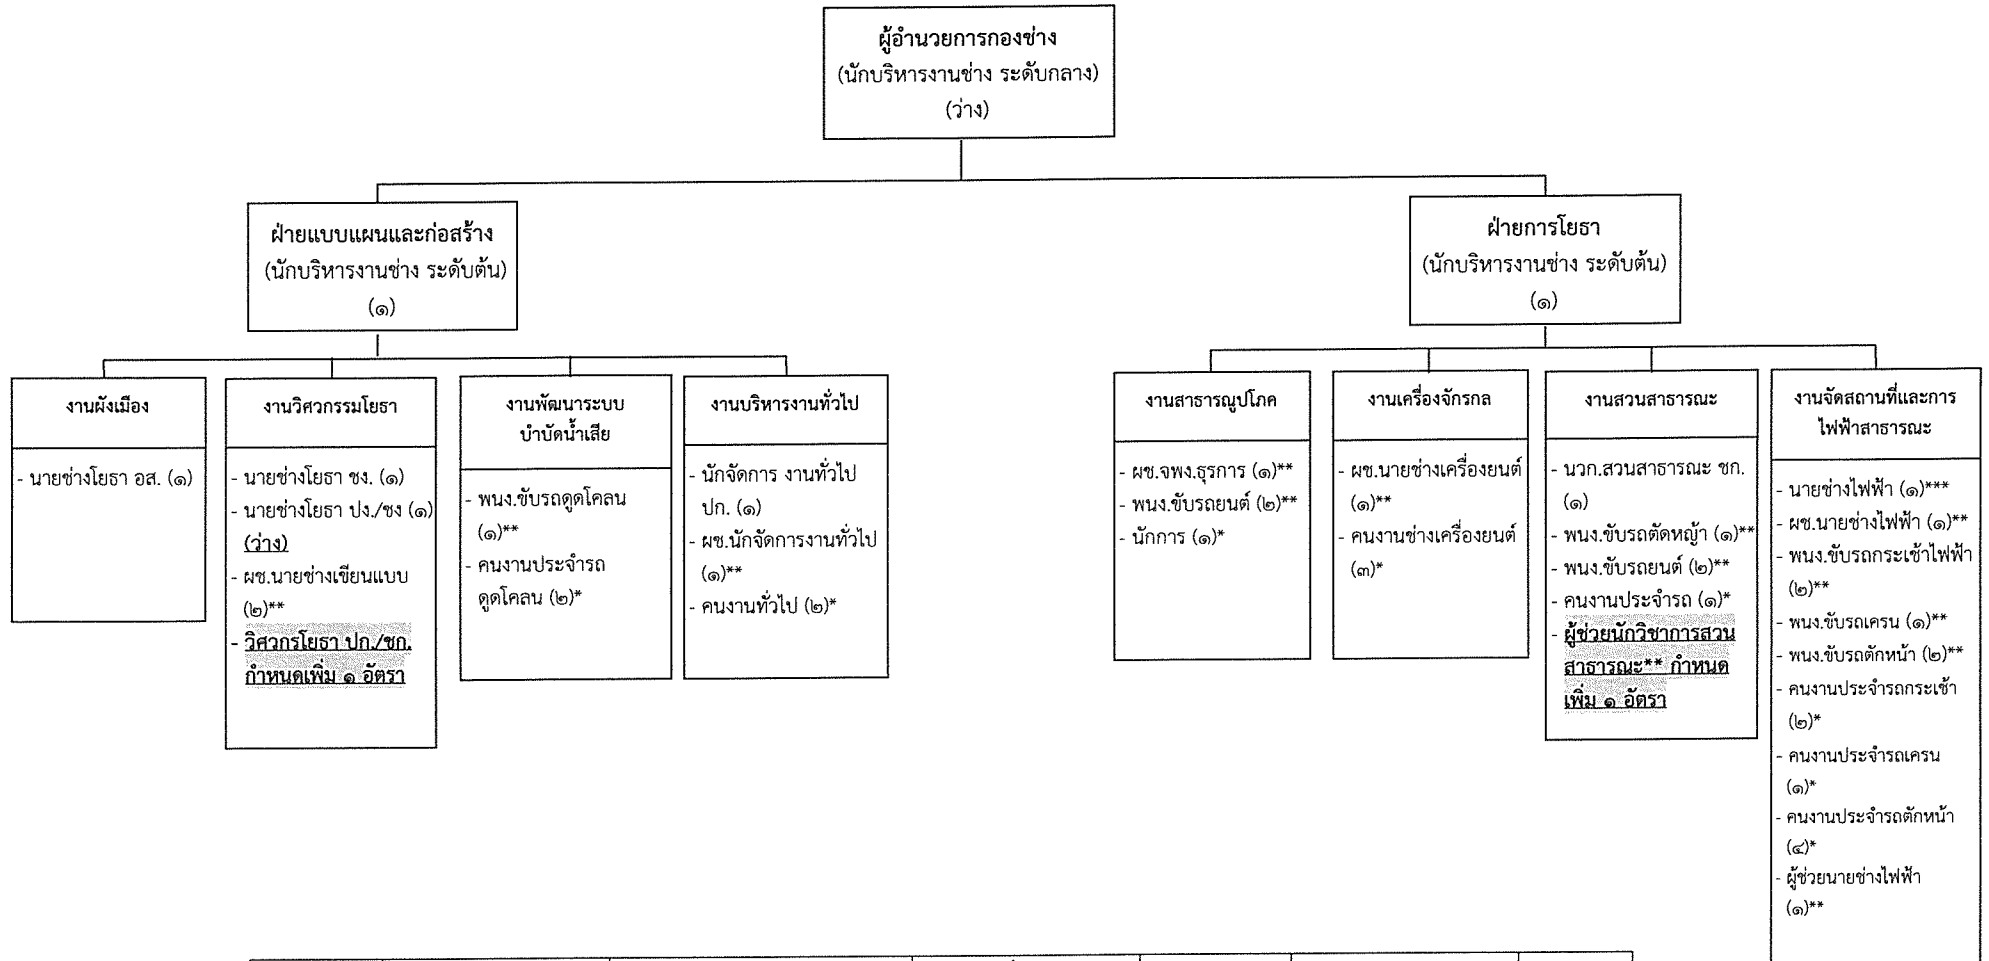 ผู้อำนวยการกองช่าง
(นักบริหารงานช่าง ระดับกลาง)
(ว่าง)
ฝ่ายแบบแผนและก่อสร้าง
(นักบริหารงานช่าง ระดับต้น)
(๑)
ฝ่ายการโยธา
(นักบริหารงานช่าง ระดับต้น)
(๑)
งานผังเมือง
- นายช่างโยธา อส. (๑)
งานวิศวกรรมโยธา
- นายช่างโยธา ชง. (๑)
- นายช่างโยธา ปง./ชง (๑)
(ว่าง)
- ผช.นายช่างเขียนแบบ
(๒)**
- วิศวกรโยธา ปก./ชก.
กำหนดเพิ่ม ๑ อัตรา
งานพัฒนาระบบ
บำบัดน้ำเสีย
- พนง.ขับรถดูดโคลน
(๑)**
- คนงานประจำรถ
ดูดโคลน (๒)*
งานบริหารงานทั่วไป
- นักจัดการ งานทั่วไป
ปก. (๑)
- ผช.นักจัดการงานทั่วไป
(๑)**
- คนงานทั่วไป (๒)*
งานสาธารณูปโภค
- ผช.จพง.ธุรการ (๑)**
- พนง.ขับรถยนต์ (๒)**
- นักการ (๑)*
งานเครื่องจักรกล
- ผช.นายช่างเครื่องยนต์
(๑)**
- คนงานช่างเครื่องยนต์
(๓)*
งานสวนสาธารณะ
- นวก.สวนสาธารณะ ชก.
(๑)
- พนง.ขับรถตัดหญ้า (๑)**
- พนง.ขับรถยนต์ (๒)**
- คนงานประจำรถ (๑)*
- ผู้ช่วยนักวิชาการสวน
สาธารณะ** กำหนด
เพิ่ม ๑ อัตรา
งานจัดสถานที่และการ
ไฟฟ้าสาธารณะ
- นายช่างไฟฟ้า (๑)***
- ผช.นายช่างไฟฟ้า (๑)**
- พนง.ขับรถกระเช้าไฟฟ้า
(๒)**
- พนง.ขับรถเครน (๑)**
- พนง.ขับรถตักหน้า (๒)**
- คนงานประจำรถกระเช้า
(๒)*
- คนงานประจำรถเครน
(๑)*
- คนงานประจำรถตักหน้า
(๔)*
- ผู้ช่วยนายช่างไฟฟ้า
(๑)**